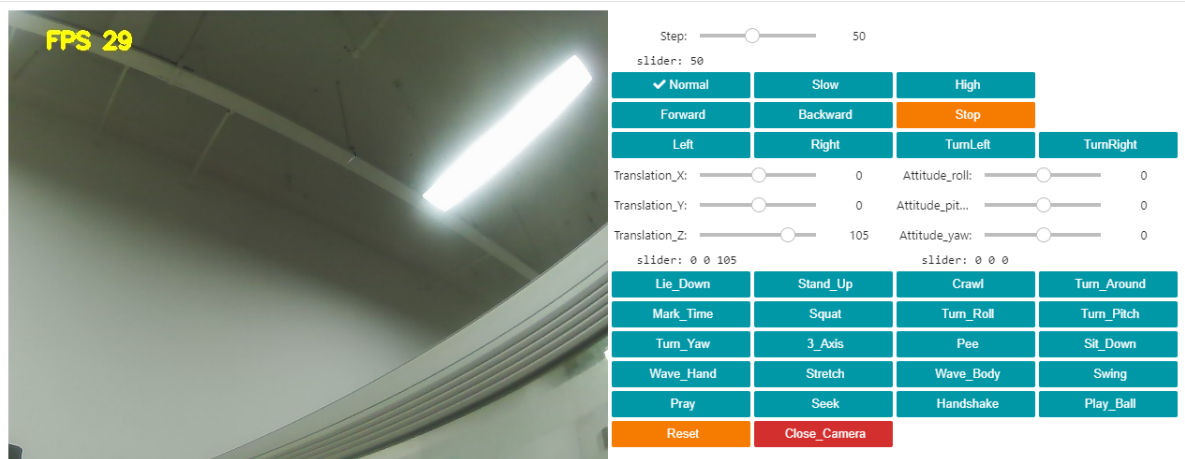 FPS 29
Step: 50
slider: 50
✔ Normal Slow High
Forward Backward Stop
Left Right TurnLeft TurnRight
Translation_X: 0 Attitude_roll: 0
Translation_Y: 0 Attitude_pit... 0
Translation_Z: 105 Attitude_yaw: 0
slider: 0 0 105 slider: 0 0 0
Lie_Down Stand_Up Crawl Turn_Around
Mark_Time Squat Turn_Roll Turn_Pitch
Turn_Yaw 3_Axis Pee Sit_Down
Wave_Hand Stretch Wave_Body Swing
Pray Seek Handshake Play_Ball
Reset Close_Camera